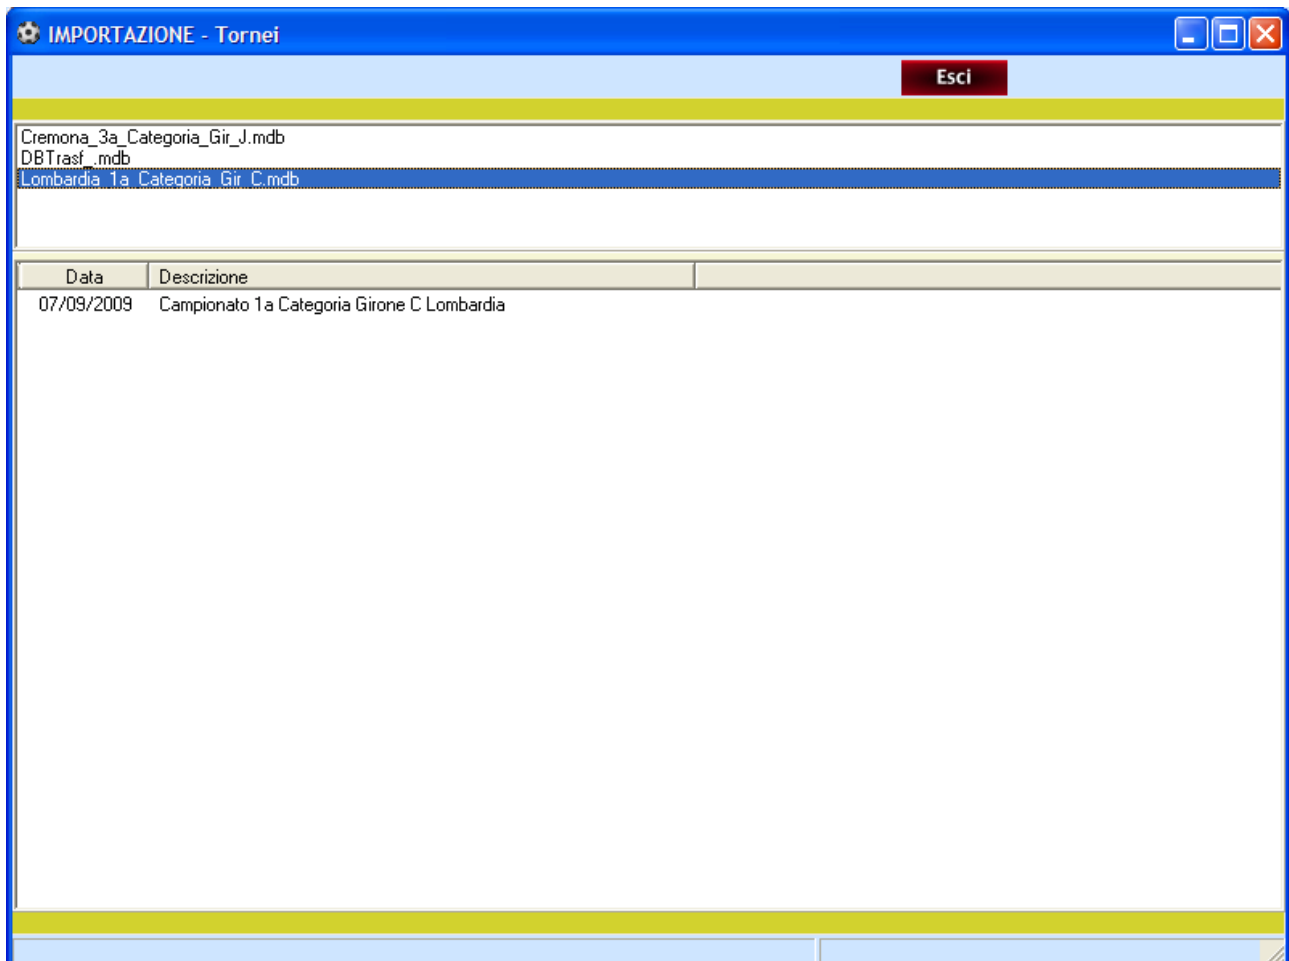 IMPORTAZIONE - Tornei
Esci
Cremona_3a_Categoria_Gir_J.mdb
DBTrasf_.mdb
Lombardia_1a_Categoria_Gir_C.mdb
Data Descrizione
07/09/2009 Campionato 1a Categoria Girone C Lombardia